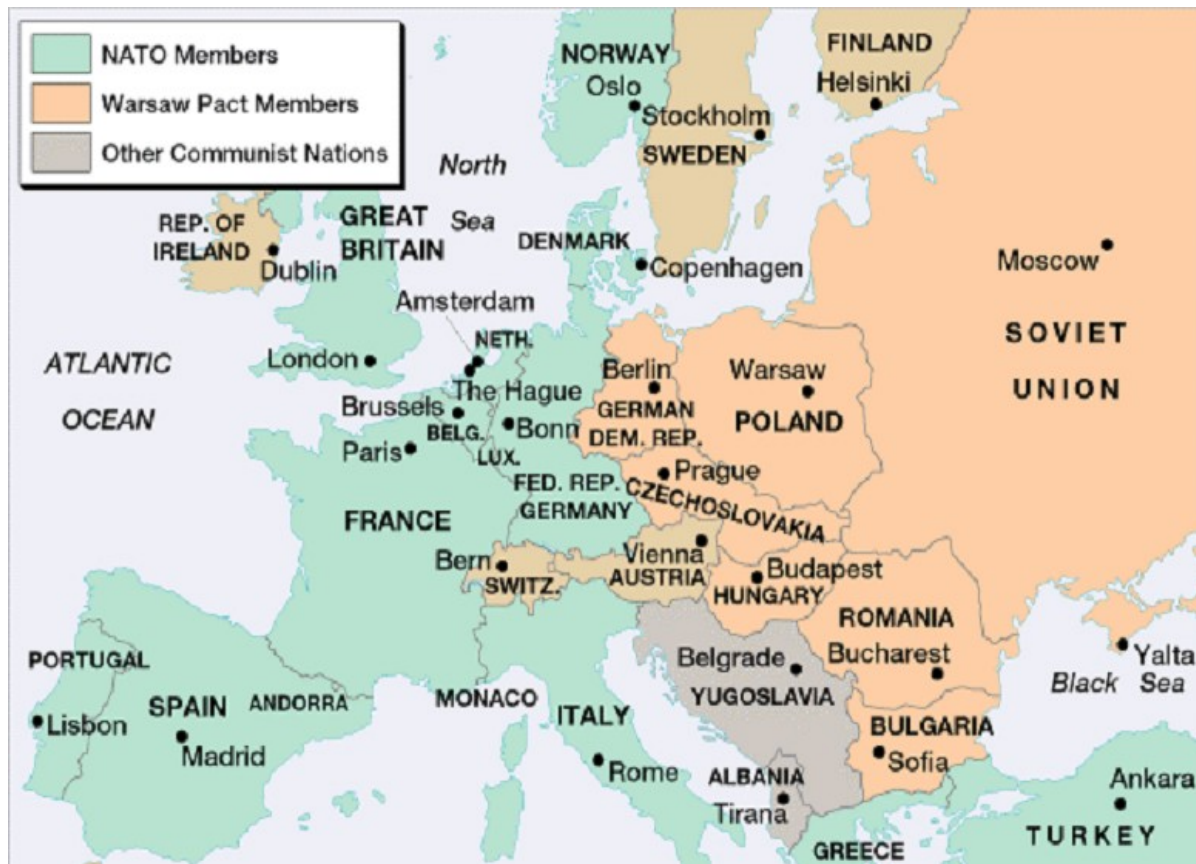 NATO Members
Warsaw Pact Members
Other Communist Nations
NORWAY
Oslo
FINLAND
Helsinki
Stockholm
SWEDEN
North
Sea
REP. OF
IRELAND
Dublin
GREAT
BRITAIN
DENMARK
Copenhagen
Moscow
Amsterdam
SOVIET
UNION
ATLANTIC
OCEAN
London
NETH.
The Hague
Berlin
GERMAN
DEM. REP.
Warsaw
POLAND
Brussels
BELG.
Bonn
Paris
LUX.
Prague
FED. REP.
GERMANY
CZECHOSLOVAKIA
FRANCE
Bern
SWITZ.
Vienna
AUSTRIA
Budapest
HUNGARY
ROMANIA
Bucharest
Belgrade
YUGOSLAVIA
Yalta
Black Sea
PORTUGAL
Lisbon
SPAIN
Madrid
ANDORRA
MONACO
ITALY
Rome
BULGARIA
Sofia
ALBANIA
Tirana
Ankara
TURKEY
GREECE